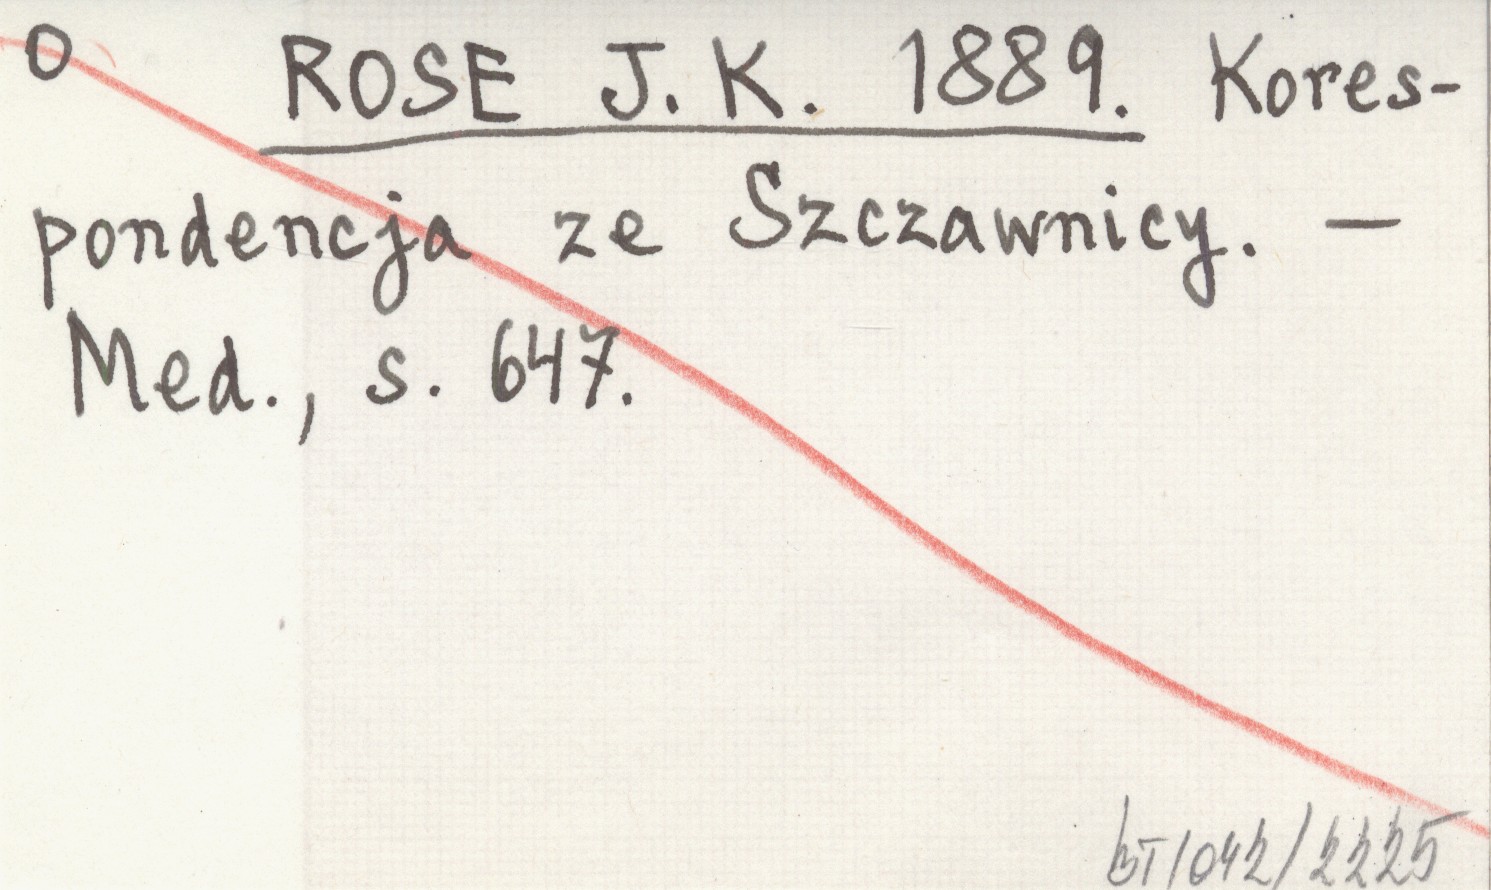 O ROSE J. K. 1889. Kores-
pondencja ze Szczawnicy. —
Med., s. 647.
BT/042/2225